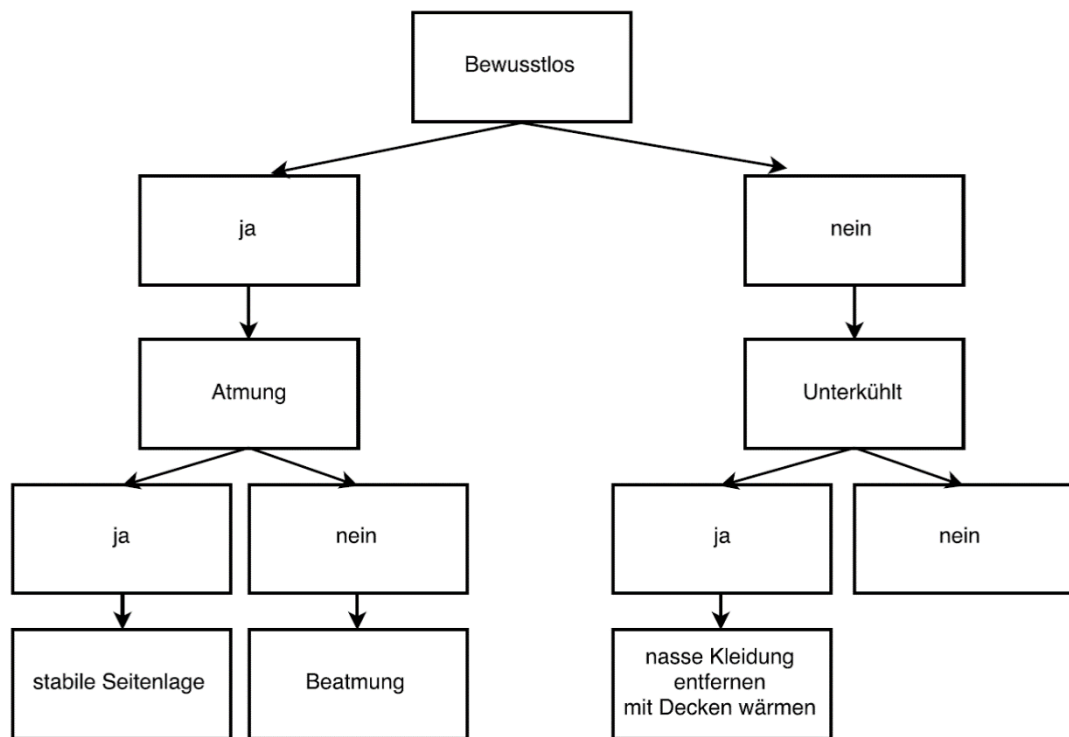 Bewusstlos
ja
nein
Atmung
Unterkühlt
ja
nein
ja
nein
stabile Seitenlage
Beatmung
nasse Kleidung
entfernen
mit Decken wärmen